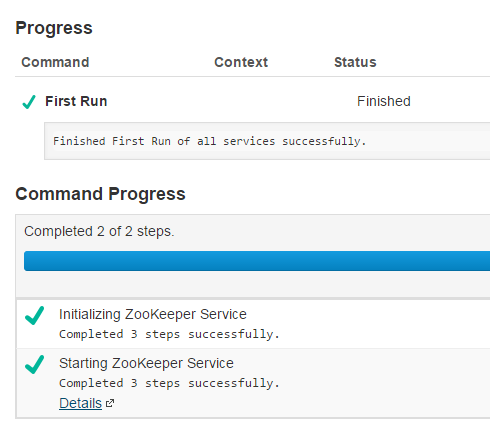 Progress
Command Context Status
First Run Finished
Finished First Run of all services successfully.
Command Progress
Completed 2 of 2 steps.
Initializing ZooKeeper Service
Completed 3 steps successfully.
Starting ZooKeeper Service
Completed 3 steps successfully.
Details